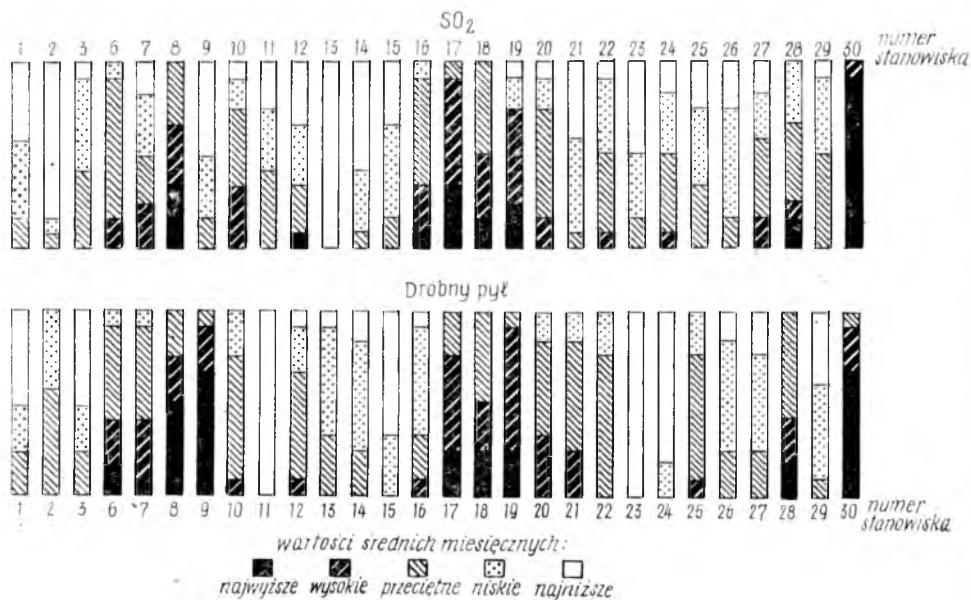 SO₂
1 2 3 6 7 8 9 10 11 12 13 14 15 16 17 18 19 20 21 22 23 24 25 26 27 28 29 30 numer stanowiska
Drobny pył
1 2 3 6 7 8 9 10 11 12 13 14 15 16 17 18 19 20 21 22 23 24 25 26 27 28 29 30 numer stanowiska
wartości średnich miesięcznych:
najwyższe wysokie przeciętne niskie najniższe